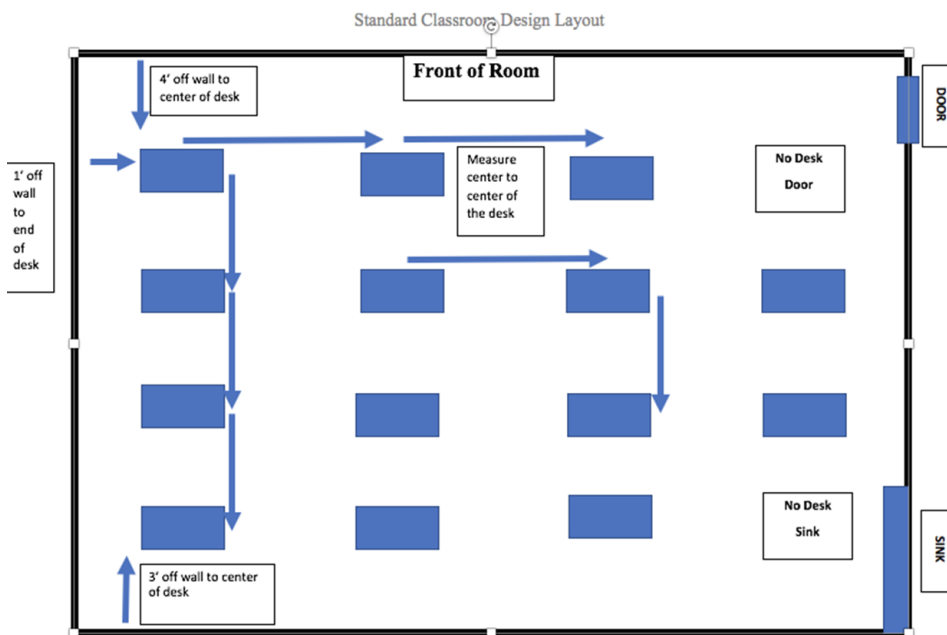 Standard Classroom Design Layout
Front of Room
4' off wall to
center of desk
DOOR
1' off
wall
to
end
of
desk
Measure
center to
center of
the desk
No Desk
Door
No Desk
Sink
SINK
3' off wall to center
of desk